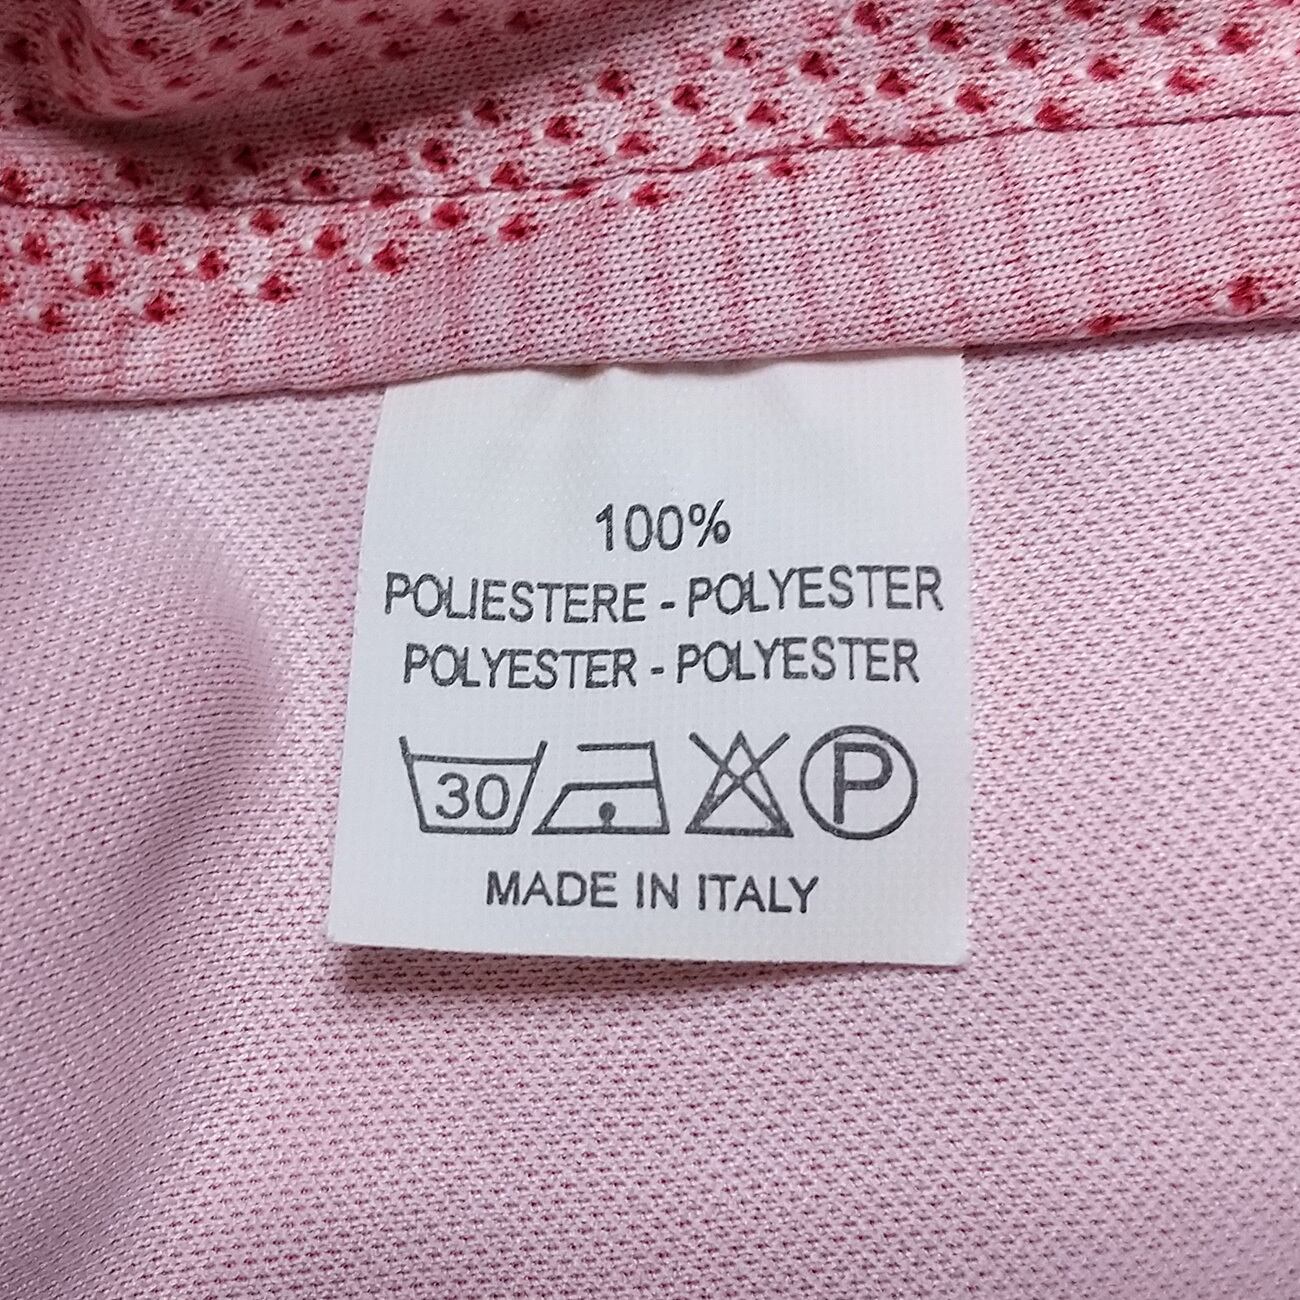 100%
POLIESTERE - POLYESTER
POLYESTER - POLYESTER
30 P
MADE IN ITALY